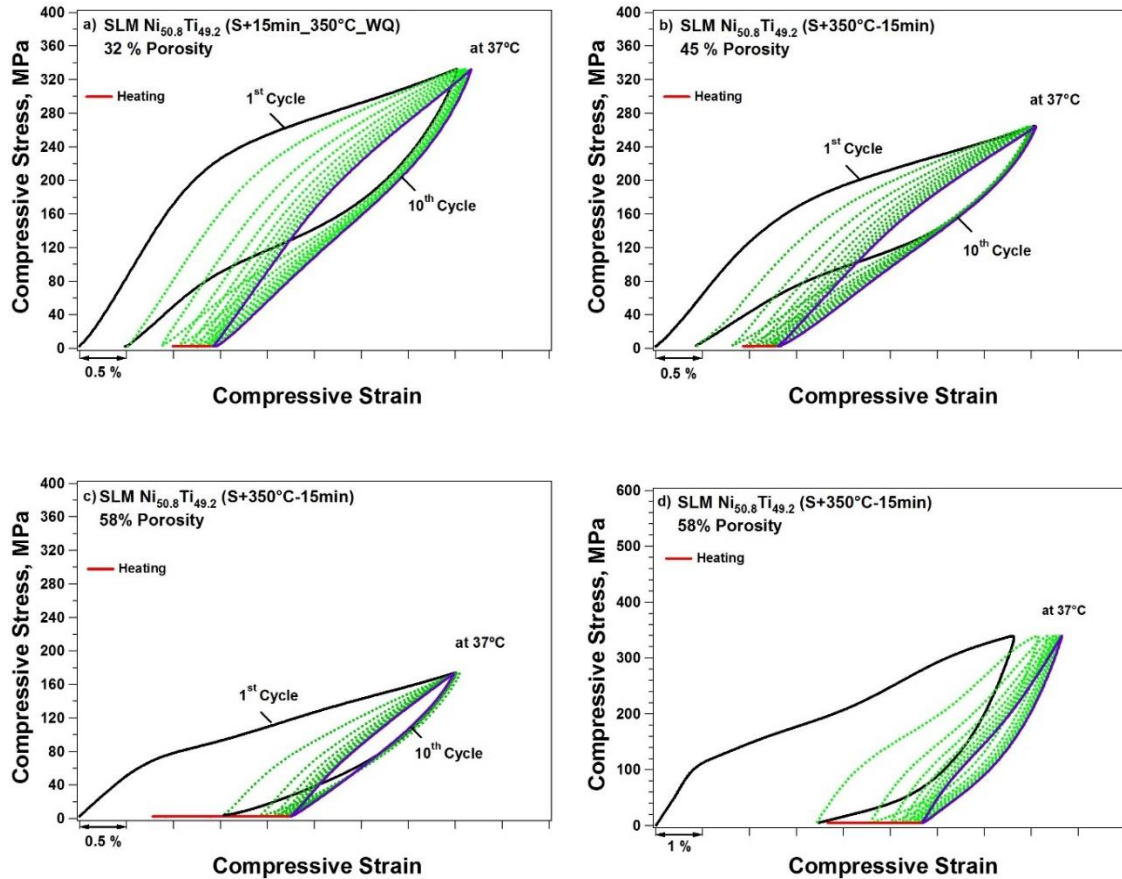 a) SLM Ni50.8Ti49.2 (S+15min_350°C_WQ)
32 % Porosity
at 37°C
Heating
1st Cycle
10th Cycle
Compressive Stress, MPa
400
360
320
280
240
200
160
120
80
40
0
0.5 %
Compressive Strain
b) SLM Ni50.8Ti49.2 (S+350°C-15min)
45 % Porosity
at 37°C
Heating
1st Cycle
10th Cycle
Compressive Stress, MPa
400
360
320
280
240
200
160
120
80
40
0
0.5 %
Compressive Strain
c) SLM Ni50.8Ti49.2 (S+350°C-15min)
58% Porosity
Heating
at 37°C
1st Cycle
10th Cycle
Compressive Stress, MPa
400
360
320
280
240
200
160
120
80
40
0
0.5 %
Compressive Strain
d) SLM Ni50.8Ti49.2 (S+350°C-15min)
58% Porosity
Heating
at 37°C
Compressive Stress, MPa
600
500
400
300
200
100
0
1 %
Compressive Strain